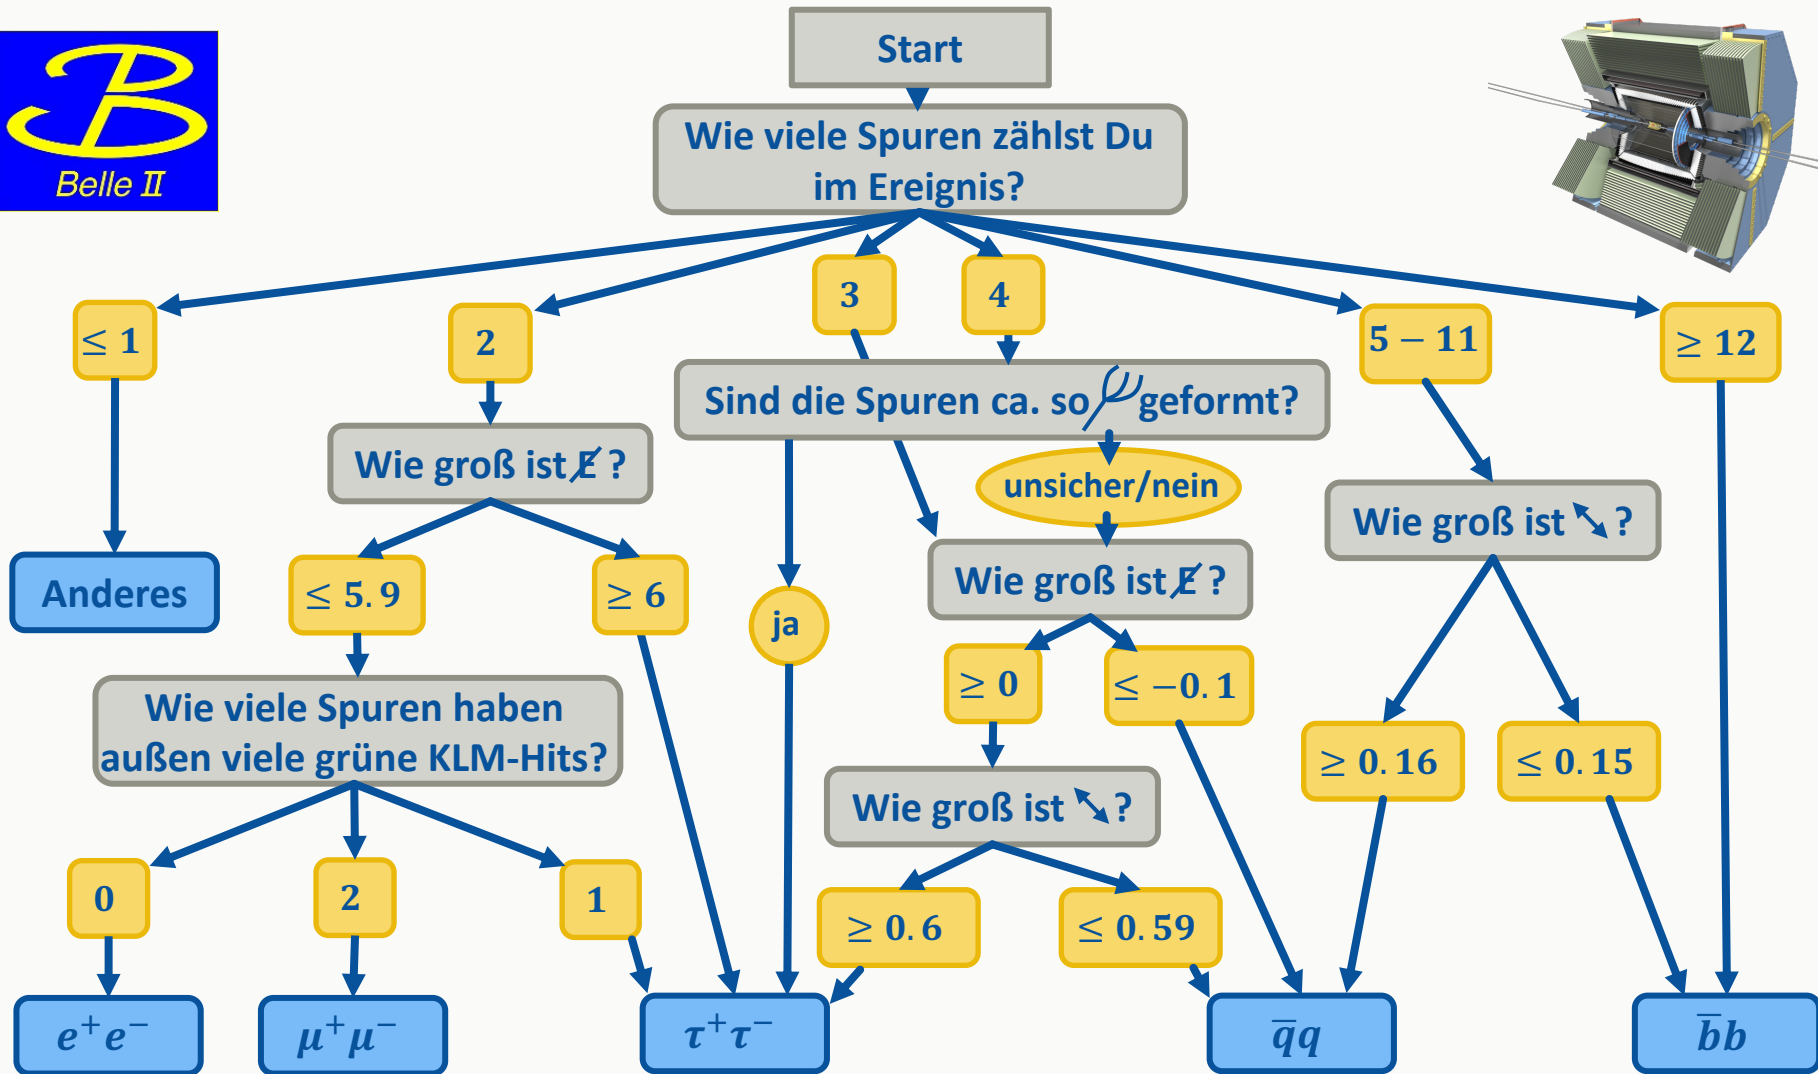 Belle II
Start
Wie viele Spuren zählst Du
im Ereignis?
≤ 1
2
3
4
5 − 11
≥ 12
Sind die Spuren ca. so geformt?
Wie groß ist E̸ ?
unsicher/nein
Wie groß ist ?
Anderes
≤ 5.9
≥ 6
ja
Wie groß ist E̸ ?
≥ 0
≤ −0.1
Wie viele Spuren haben
außen viele grüne KLM-Hits?
≥ 0.16
≤ 0.15
Wie groß ist ?
0
2
1
≥ 0.6
≤ 0.59
e⁺e⁻
μ⁺μ⁻
τ⁺τ⁻
q̅q
b̅b